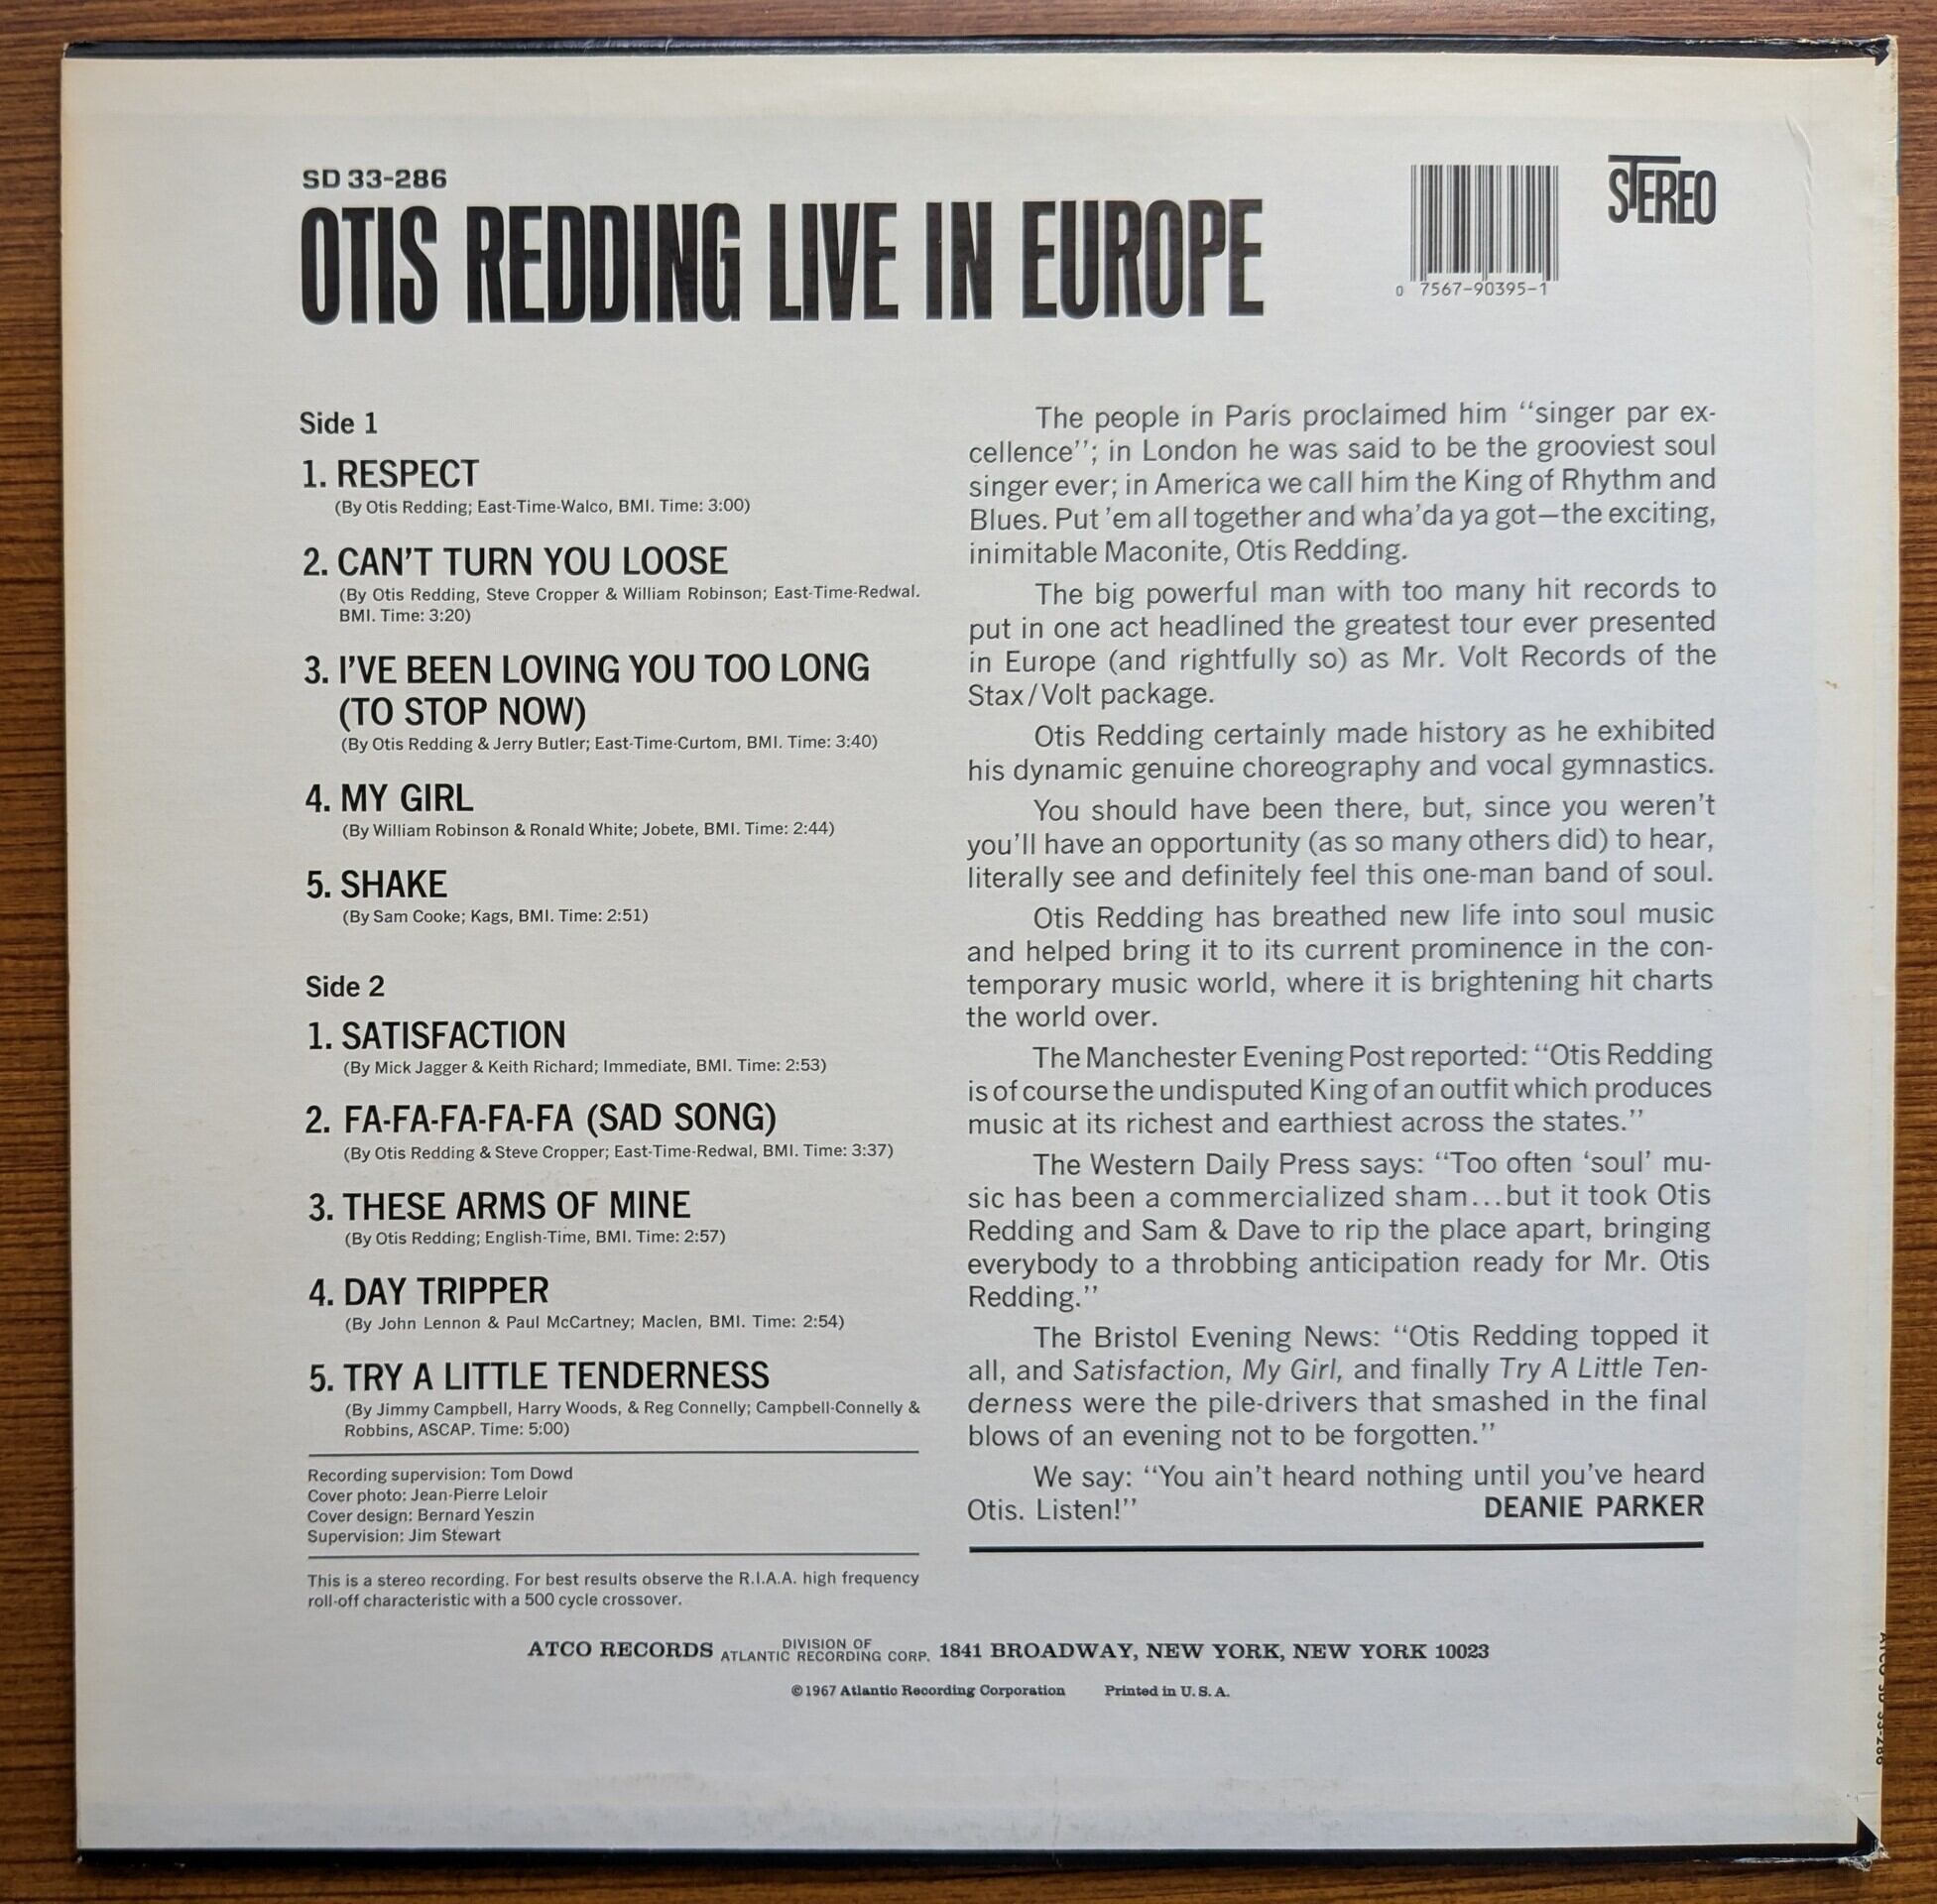 SD 33-286
OTIS REDDING LIVE IN EUROPE
0 7567-90395-1
STEREO
Side 1
1. RESPECT
(By Otis Redding; East-Time-Walco, BMI. Time: 3:00)
2. CAN'T TURN YOU LOOSE
(By Otis Redding, Steve Cropper & William Robinson; East-Time-Redwal.
BMI. Time: 3:20)
3. I'VE BEEN LOVING YOU TOO LONG
(TO STOP NOW)
(By Otis Redding & Jerry Butler; East-Time-Curtom, BMI. Time: 3:40)
4. MY GIRL
(By William Robinson & Ronald White; Jobete, BMI. Time: 2:44)
5. SHAKE
(By Sam Cooke; Kags, BMI. Time: 2:51)
Side 2
1. SATISFACTION
(By Mick Jagger & Keith Richard; Immediate, BMI. Time: 2:53)
2. FA-FA-FA-FA-FA (SAD SONG)
(By Otis Redding & Steve Cropper; East-Time-Redwal, BMI. Time: 3:37)
3. THESE ARMS OF MINE
(By Otis Redding; English-Time, BMI. Time: 2:57)
4. DAY TRIPPER
(By John Lennon & Paul McCartney; Maclen, BMI. Time: 2:54)
5. TRY A LITTLE TENDERNESS
(By Jimmy Campbell, Harry Woods, & Reg Connelly; Campbell-Connelly &
Robbins, ASCAP. Time: 5:00)
Recording supervision: Tom Dowd
Cover photo: Jean-Pierre Leloir
Cover design: Bernard Yeszin
Supervision: Jim Stewart
This is a stereo recording. For best results observe the R.I.A.A. high frequency
roll-off characteristic with a 500 cycle crossover.
The people in Paris proclaimed him ‘‘singer par ex-
cellence’’; in London he was said to be the grooviest soul
singer ever; in America we call him the King of Rhythm and
Blues. Put ’em all together and wha’da ya got—the exciting,
inimitable Maconite, Otis Redding.
The big powerful man with too many hit records to
put in one act headlined the greatest tour ever presented
in Europe (and rightfully so) as Mr. Volt Records of the
Stax/Volt package.
Otis Redding certainly made history as he exhibited
his dynamic genuine choreography and vocal gymnastics.
You should have been there, but, since you weren’t
you’ll have an opportunity (as so many others did) to hear,
literally see and definitely feel this one-man band of soul.
Otis Redding has breathed new life into soul music
and helped bring it to its current prominence in the con-
temporary music world, where it is brightening hit charts
the world over.
The Manchester Evening Post reported: ‘‘Otis Redding
is of course the undisputed King of an outfit which produces
music at its richest and earthiest across the states.’’
The Western Daily Press says: ‘‘Too often ‘soul’ mu-
sic has been a commercialized sham...but it took Otis
Redding and Sam & Dave to rip the place apart, bringing
everybody to a throbbing anticipation ready for Mr. Otis
Redding.’’
The Bristol Evening News: ‘‘Otis Redding topped it
all, and Satisfaction, My Girl, and finally Try A Little Ten-
derness were the pile-drivers that smashed in the final
blows of an evening not to be forgotten.’’
We say: ‘‘You ain’t heard nothing until you’ve heard
Otis. Listen!’’ DEANIE PARKER
ATCO RECORDS DIVISION OF ATLANTIC RECORDING CORP. 1841 BROADWAY, NEW YORK, NEW YORK 10023
©1967 Atlantic Recording Corporation Printed in U.S.A.
ATCO SD 33-286